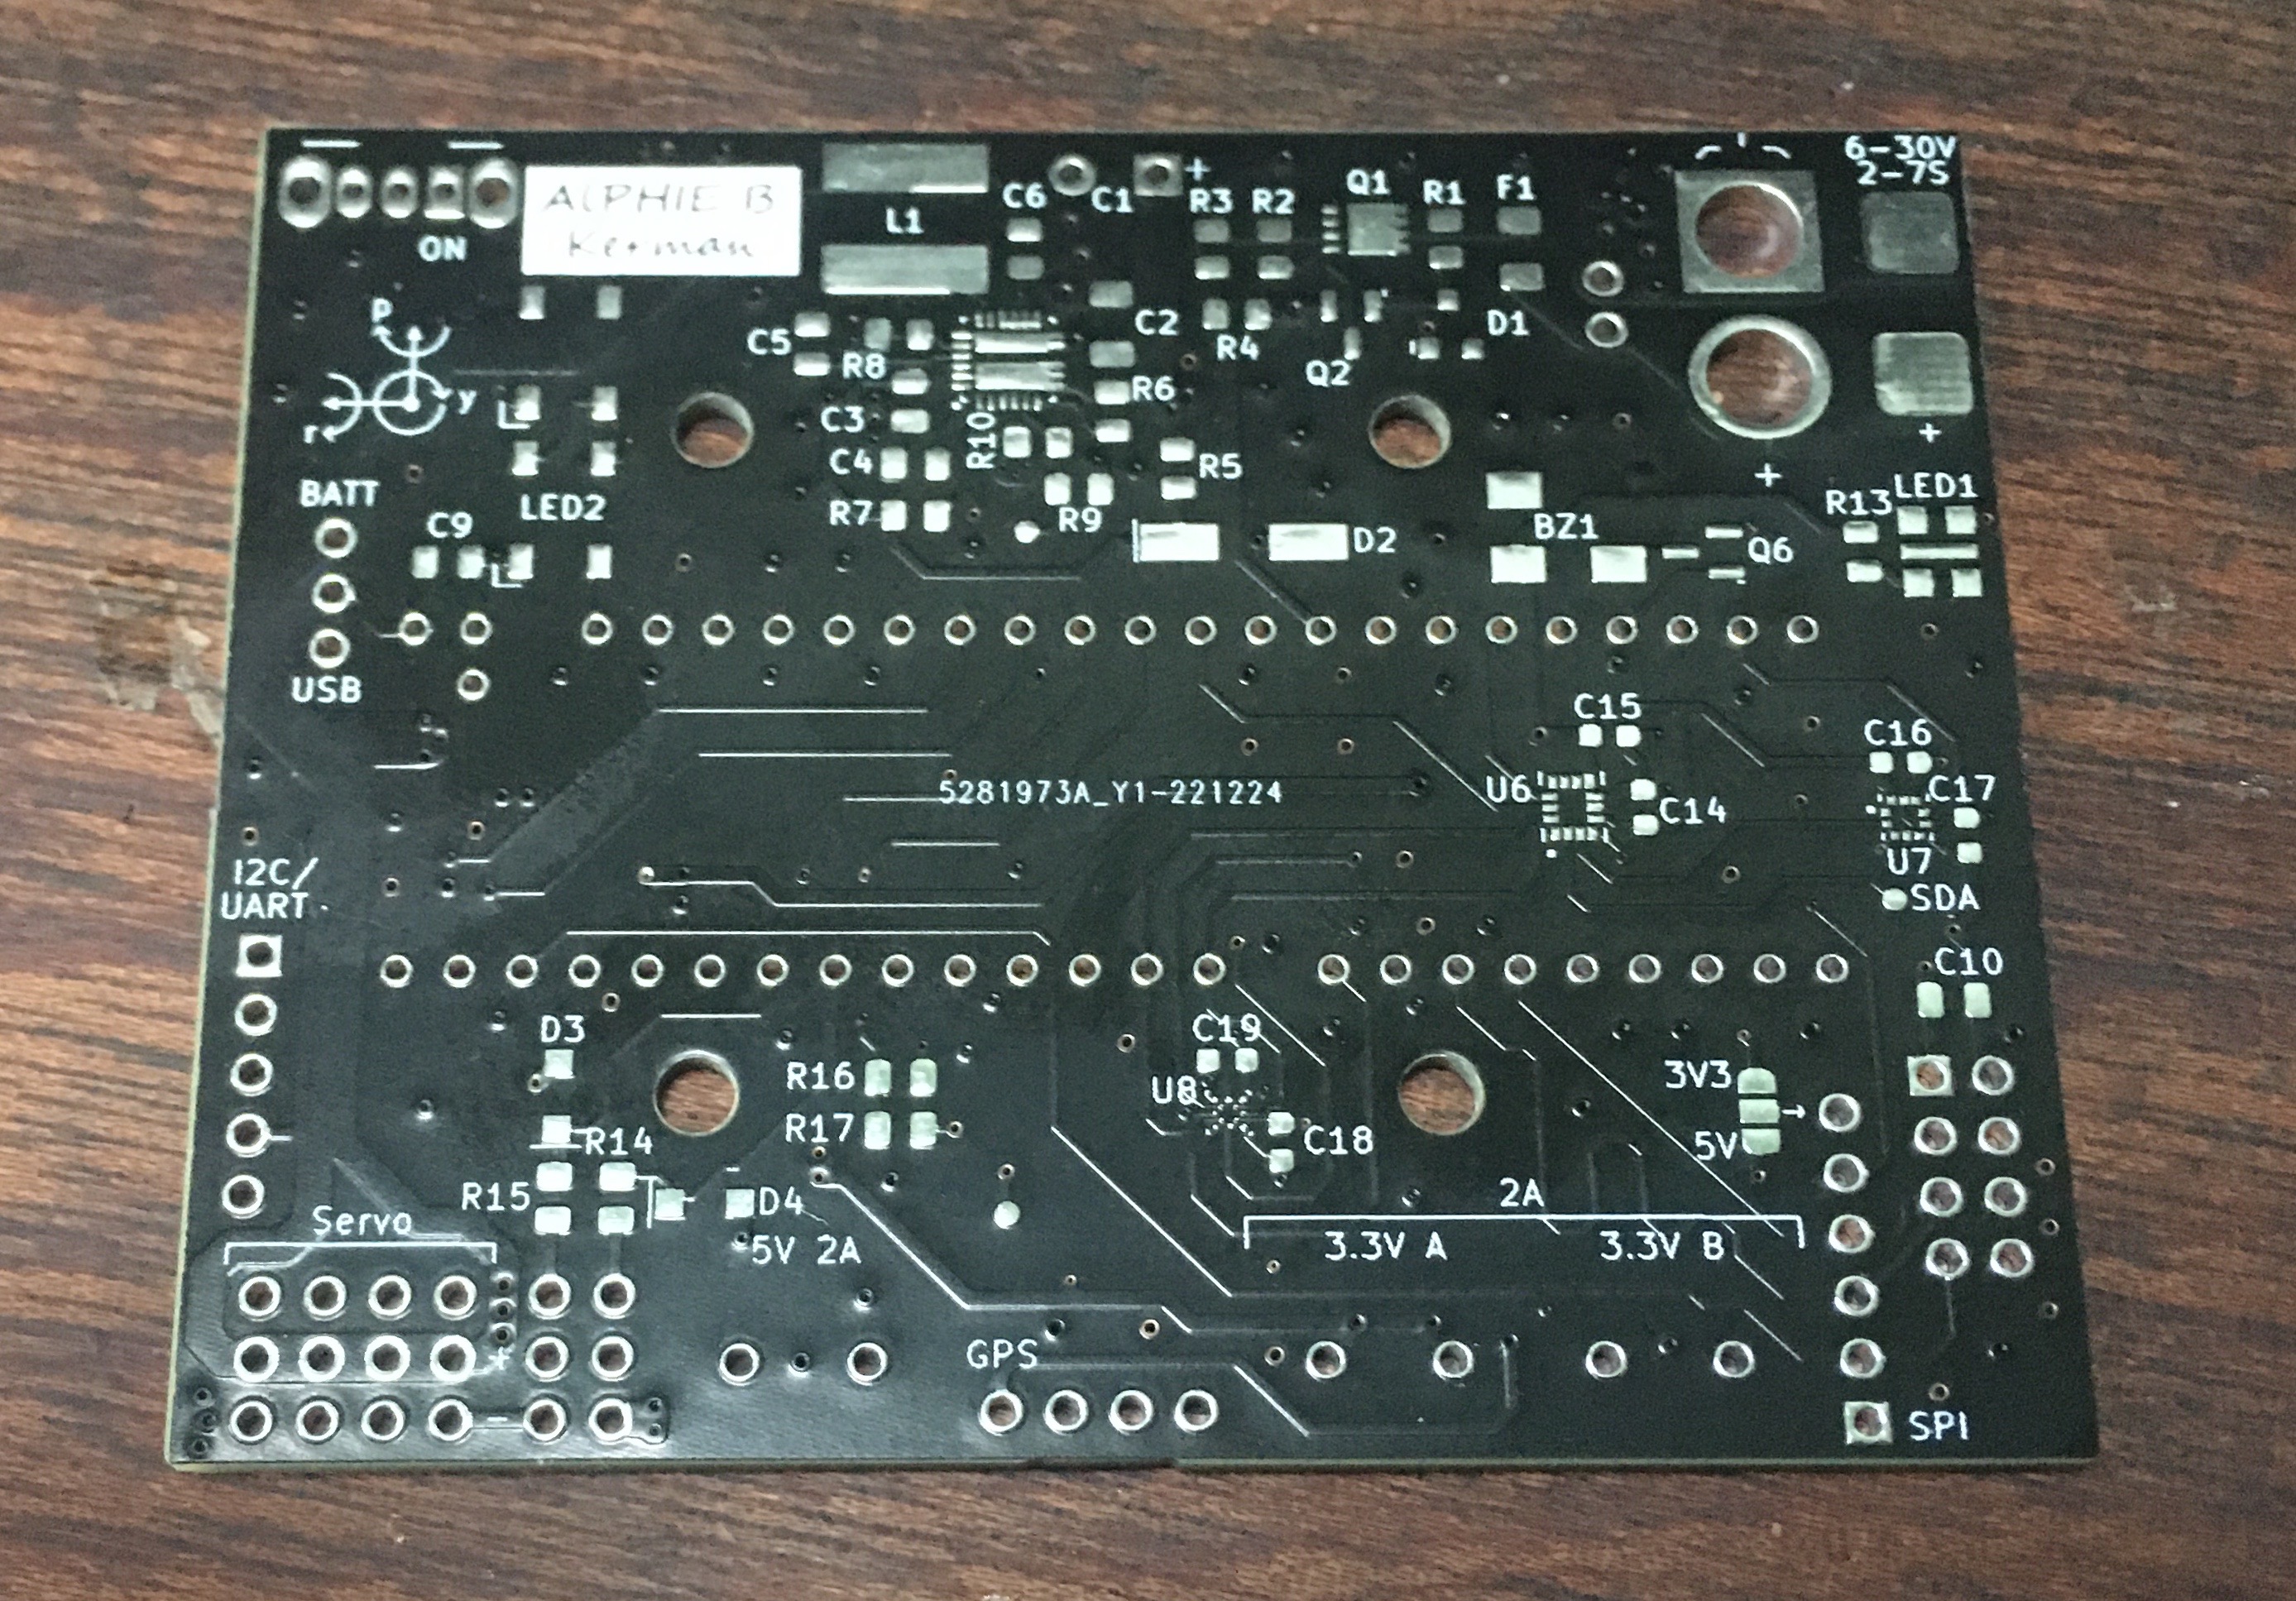 6-30V
2-7S
ALPHIE B
Kerman
ON
L1
C6
C1
+
R3
R2
Q1
R1
F1
p
r
y
C5
R8
C3
C4
R7
R10
R9
C2
R6
R5
R4
Q2
D1
+
+
BATT
C9
LED2
USB
D2
BZ1
Q6
R13
LED1
C15
C16
5281973A_Y1-221224
U6
C14
C17
U7
SDA
I2C/
UART
C10
D3
R16
R17
C19
U8
C18
3V3
5V
R14
R15
D4
5V 2A
2A
3.3V A
3.3V B
Servo
+
-
GPS
SPI